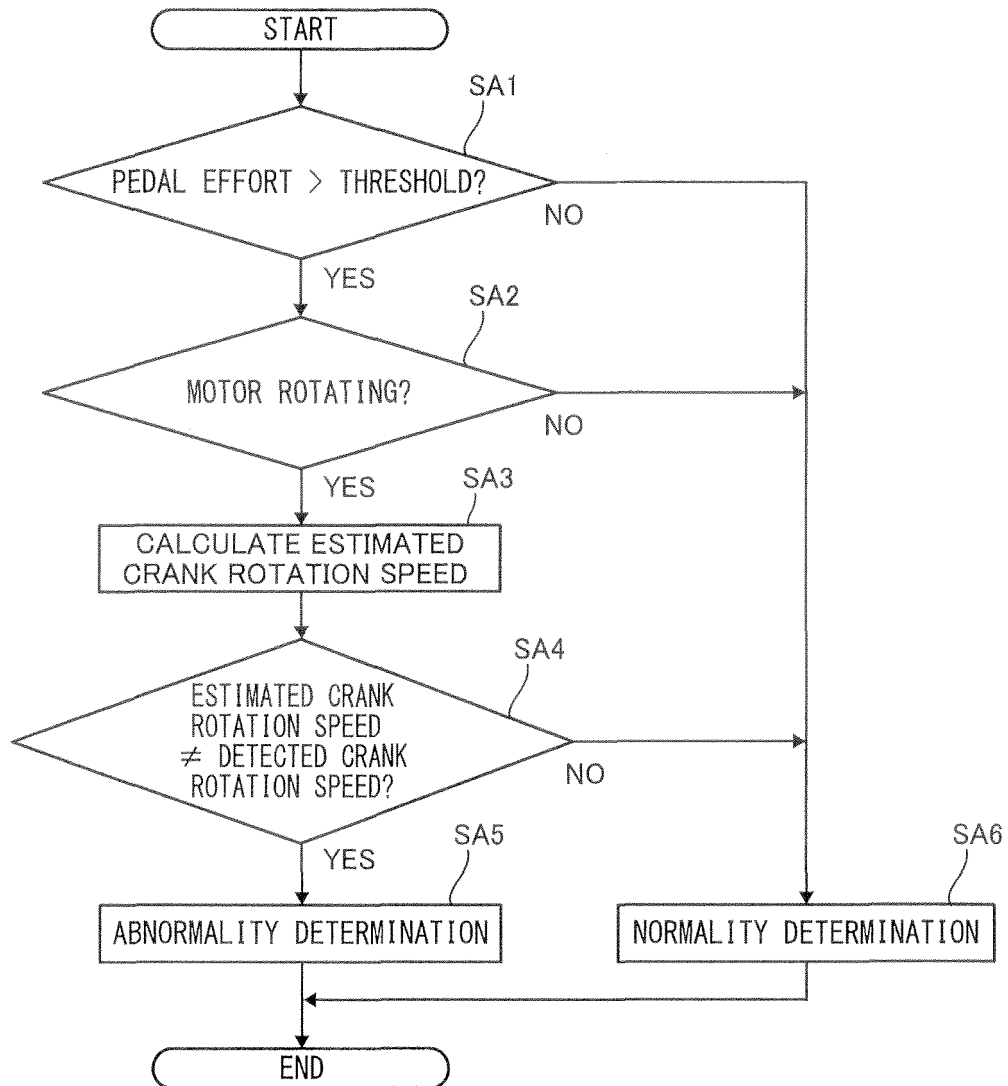 START
SA1
PEDAL EFFORT > THRESHOLD?
NO
YES
SA2
MOTOR ROTATING?
NO
YES
SA3
CALCULATE ESTIMATED
CRANK ROTATION SPEED
SA4
ESTIMATED CRANK
ROTATION SPEED
≠ DETECTED CRANK
ROTATION SPEED?
NO
YES
SA5
SA6
ABNORMALITY DETERMINATION
NORMALITY DETERMINATION
END